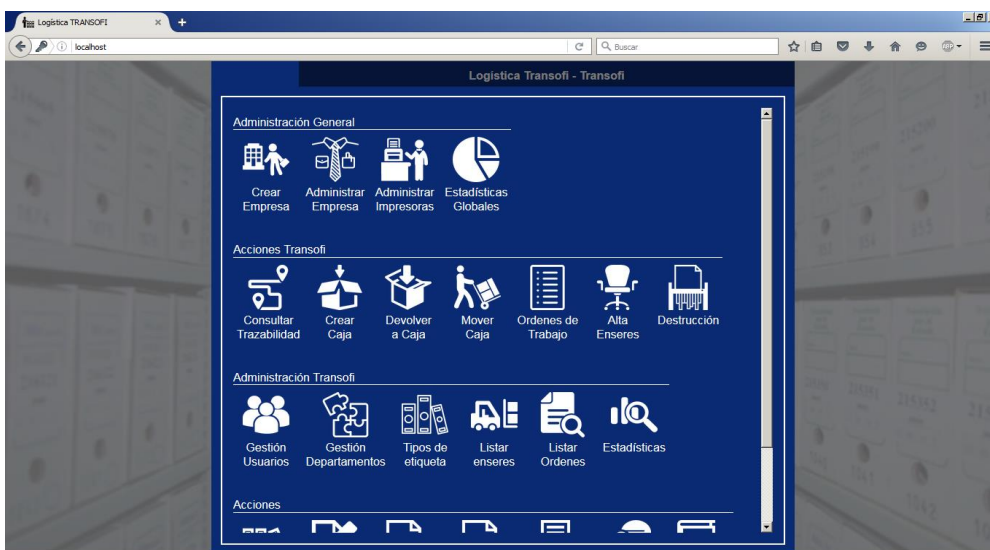 Logística TRANSOFI
localhost
Buscar
ABP
Logística Transofi - Transofi
Administración General
Crear Empresa
Administrar Empresa
Administrar Impresoras
Estadísticas Globales
Acciones Transofi
Consultar Trazabilidad
Crear Caja
Devolver a Caja
Mover Caja
Ordenes de Trabajo
Alta Enseres
Destrucción
Administración Transofi
Gestión Usuarios
Gestión Departamentos
Tipos de etiqueta
Listar enseres
Listar Ordenes
Estadísticas
Acciones